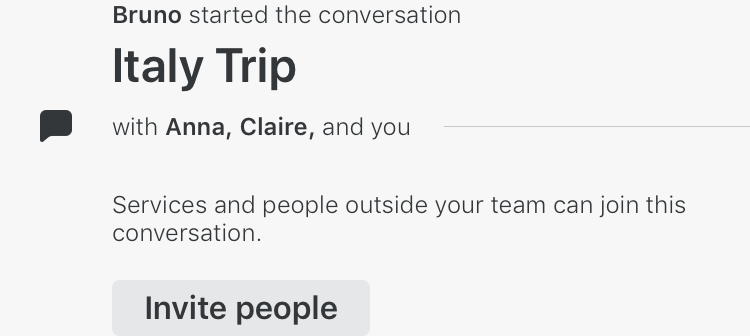 Bruno started the conversation
Italy Trip
with Anna, Claire, and you
Services and people outside your team can join this
conversation.
Invite people